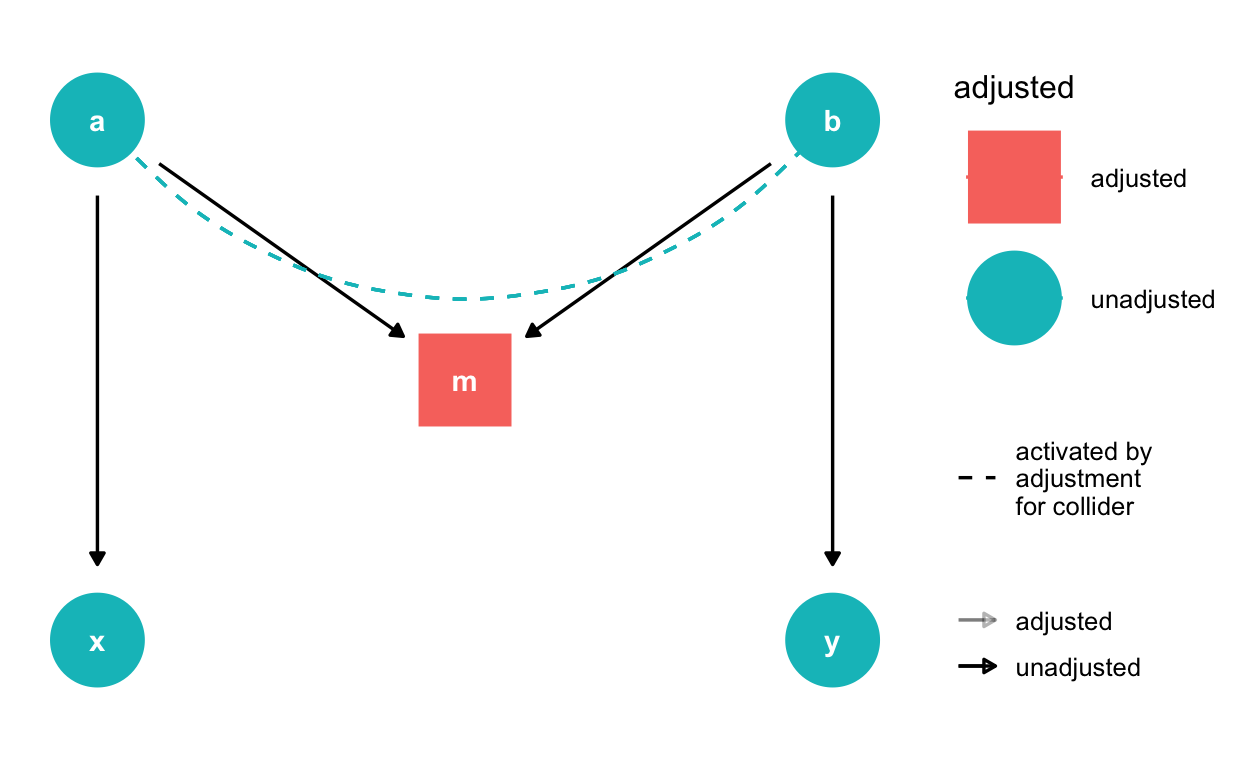 a
b
m
x
y
adjusted
adjusted
unadjusted
activated by
adjustment
for collider
adjusted
unadjusted